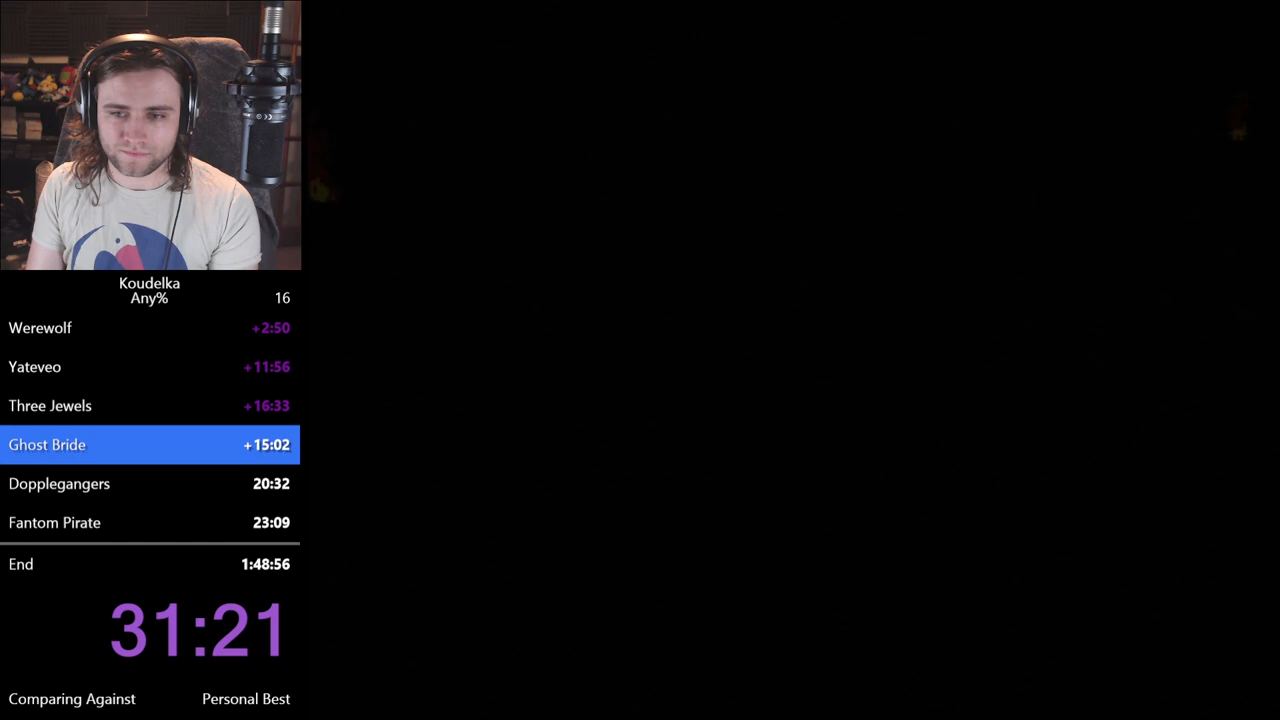 Koudelka
Any% 16
Werewolf +2:50
Yateveo +11:56
Three Jewels +16:33
Ghost Bride +15:02
Dopplegangers 20:32
Fantom Pirate 23:09
End 1:48:56
31:21
Comparing Against Personal Best